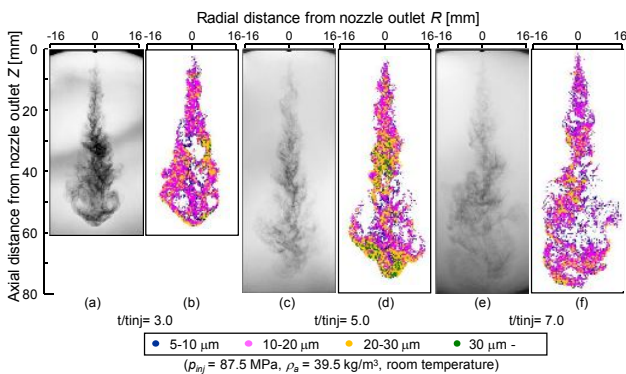 Radial distance from nozzle outlet R [mm]
-16 0 16 -16 0 16 -16 0 16 -16 0 16 -16 0 16 -16 0 16
Axial distance from nozzle outlet Z [mm]
0
20
40
60
80
(a) (b) (c) (d) (e) (f)
t/tinj= 3.0 t/tinj= 5.0 t/tinj= 7.0
5-10 μm 10-20 μm 20-30 μm 30 μm -
(pinj = 87.5 MPa, ρa = 39.5 kg/m³, room temperature)